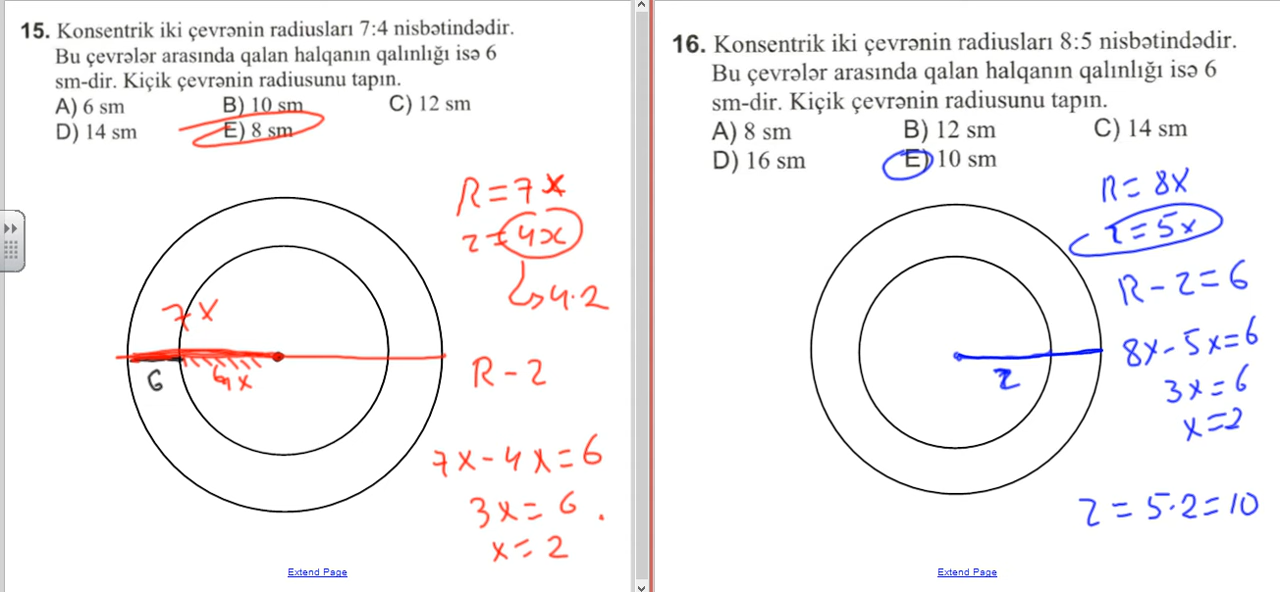 15. Konsentrik iki çevrənin radiusları 7:4 nisbətindədir.
Bu çevrələr arasında qalan halqanın qalınlığı isə 6
sm-dir. Kiçik çevrənin radiusunu tapın.
A) 6 sm B) 10 sm C) 12 sm
D) 14 sm E) 8 sm
R=7x
r=4x
4·2
7x
6
4x
R-r
7x-4x=6
3x=6.
x=2
Extend Page
16. Konsentrik iki çevrənin radiusları 8:5 nisbətindədir.
Bu çevrələr arasında qalan halqanın qalınlığı isə 6
sm-dir. Kiçik çevrənin radiusunu tapın.
A) 8 sm B) 12 sm C) 14 sm
D) 16 sm E) 10 sm
R=8x
r=5x
R-r=6
8x-5x=6
r
3x=6
x=2
r=5·2=10
Extend Page